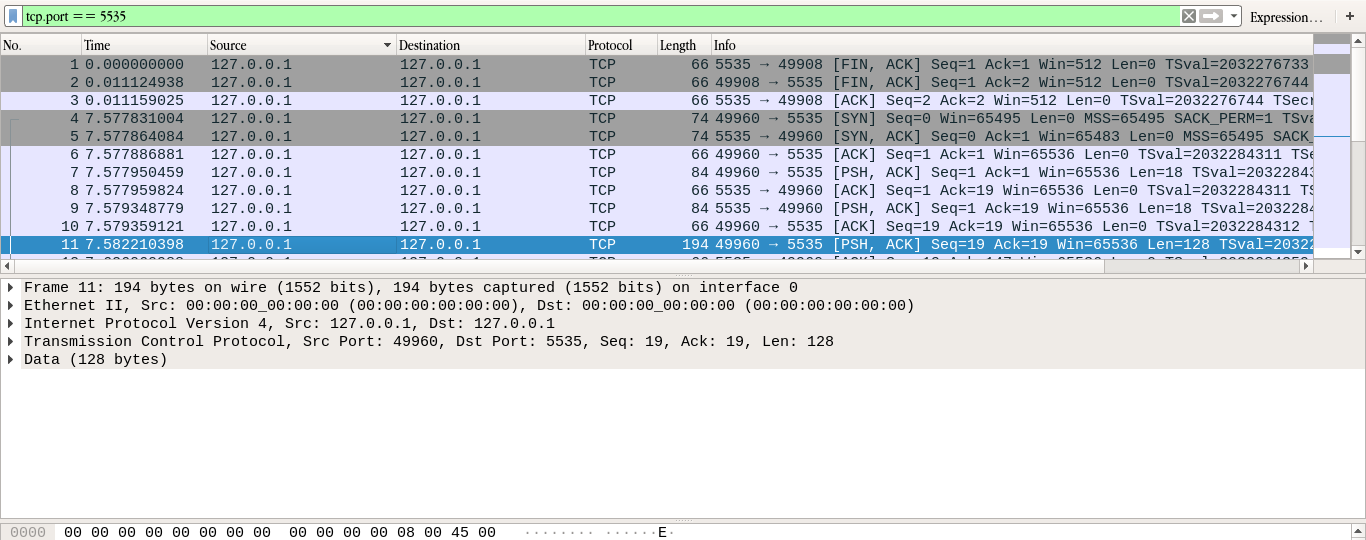 tcp.port == 5535 Expression… +
No. Time Source Destination Protocol Length Info
1 0.000000000 127.0.0.1 127.0.0.1 TCP 66 5535 → 49908 [FIN, ACK] Seq=1 Ack=1 Win=512 Len=0 TSval=2032276733
2 0.011124938 127.0.0.1 127.0.0.1 TCP 66 49908 → 5535 [FIN, ACK] Seq=1 Ack=2 Win=512 Len=0 TSval=2032276744
3 0.011159025 127.0.0.1 127.0.0.1 TCP 66 5535 → 49908 [ACK] Seq=2 Ack=2 Win=512 Len=0 TSval=2032276744 TSecr
4 7.577831004 127.0.0.1 127.0.0.1 TCP 74 49960 → 5535 [SYN] Seq=0 Win=65495 Len=0 MSS=65495 SACK_PERM=1 TSva
5 7.577864084 127.0.0.1 127.0.0.1 TCP 74 5535 → 49960 [SYN, ACK] Seq=0 Ack=1 Win=65483 Len=0 MSS=65495 SACK_
6 7.577886881 127.0.0.1 127.0.0.1 TCP 66 49960 → 5535 [ACK] Seq=1 Ack=1 Win=65536 Len=0 TSval=2032284311 TSe
7 7.577950459 127.0.0.1 127.0.0.1 TCP 84 49960 → 5535 [PSH, ACK] Seq=1 Ack=1 Win=65536 Len=18 TSval=20322843
8 7.577959824 127.0.0.1 127.0.0.1 TCP 66 5535 → 49960 [ACK] Seq=1 Ack=19 Win=65536 Len=0 TSval=2032284311 TS
9 7.579348779 127.0.0.1 127.0.0.1 TCP 84 5535 → 49960 [PSH, ACK] Seq=1 Ack=19 Win=65536 Len=18 TSval=2032284
10 7.579359121 127.0.0.1 127.0.0.1 TCP 66 49960 → 5535 [ACK] Seq=19 Ack=19 Win=65536 Len=0 TSval=2032284312 T
11 7.582210398 127.0.0.1 127.0.0.1 TCP 194 49960 → 5535 [PSH, ACK] Seq=19 Ack=19 Win=65536 Len=128 TSval=20322
Frame 11: 194 bytes on wire (1552 bits), 194 bytes captured (1552 bits) on interface 0
Ethernet II, Src: 00:00:00_00:00:00 (00:00:00:00:00:00), Dst: 00:00:00_00:00:00 (00:00:00:00:00:00)
Internet Protocol Version 4, Src: 127.0.0.1, Dst: 127.0.0.1
Transmission Control Protocol, Src Port: 49960, Dst Port: 5535, Seq: 19, Ack: 19, Len: 128
Data (128 bytes)
0000 00 00 00 00 00 00 00 00 00 00 00 00 08 00 45 00 ········ ······E·